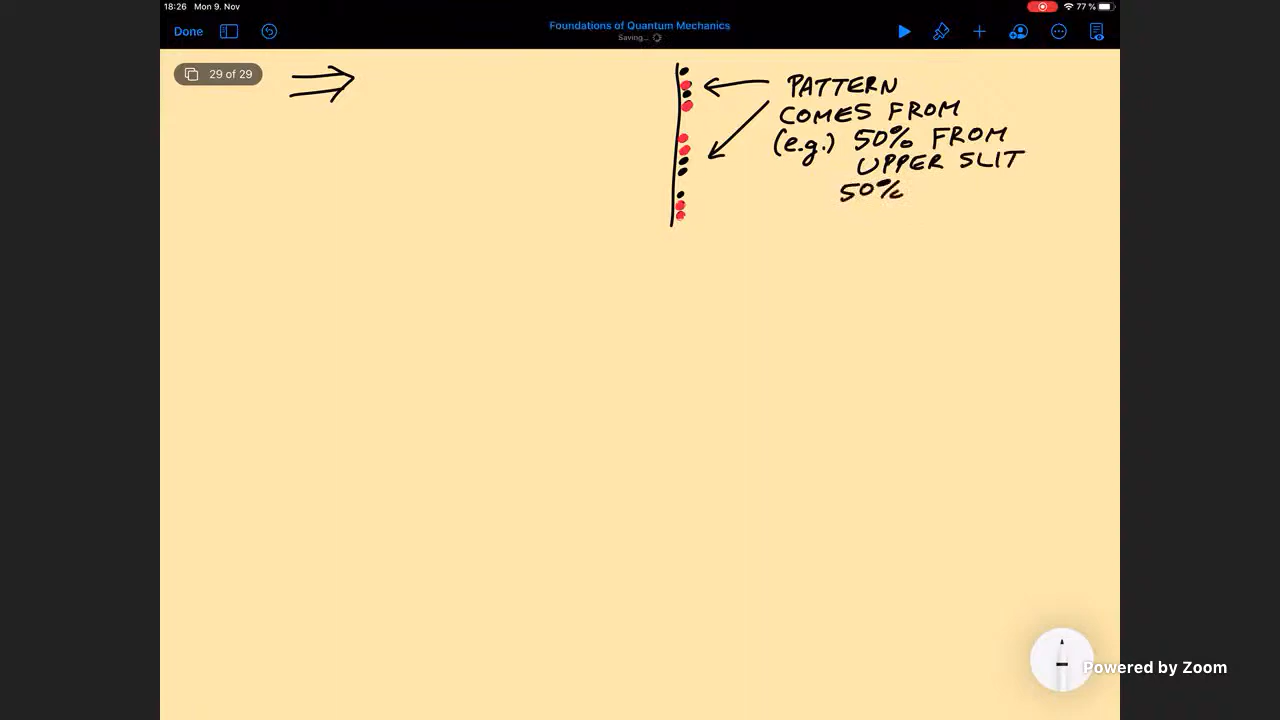 18:26 Mon 9. Nov
77 %
Done
Foundations of Quantum Mechanics
Saving...
29 of 29
PATTERN
COMES FROM
(e.g.) 50% FROM
UPPER SLIT
50%
Powered by Zoom